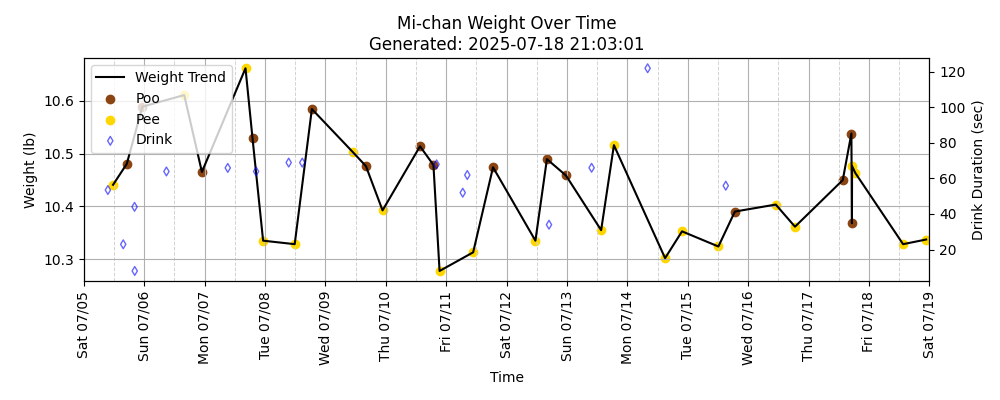 Mi-chan Weight Over Time
Generated: 2025-07-18 21:03:01
Weight Trend
Poo
Pee
Drink
Weight (lb)
10.6
10.5
10.4
10.3
120
100
80
60
40
20
Drink Duration (sec)
Sat 07/05
Sun 07/06
Mon 07/07
Tue 07/08
Wed 07/09
Thu 07/10
Fri 07/11
Sat 07/12
Sun 07/13
Mon 07/14
Tue 07/15
Wed 07/16
Thu 07/17
Fri 07/18
Sat 07/19
Time